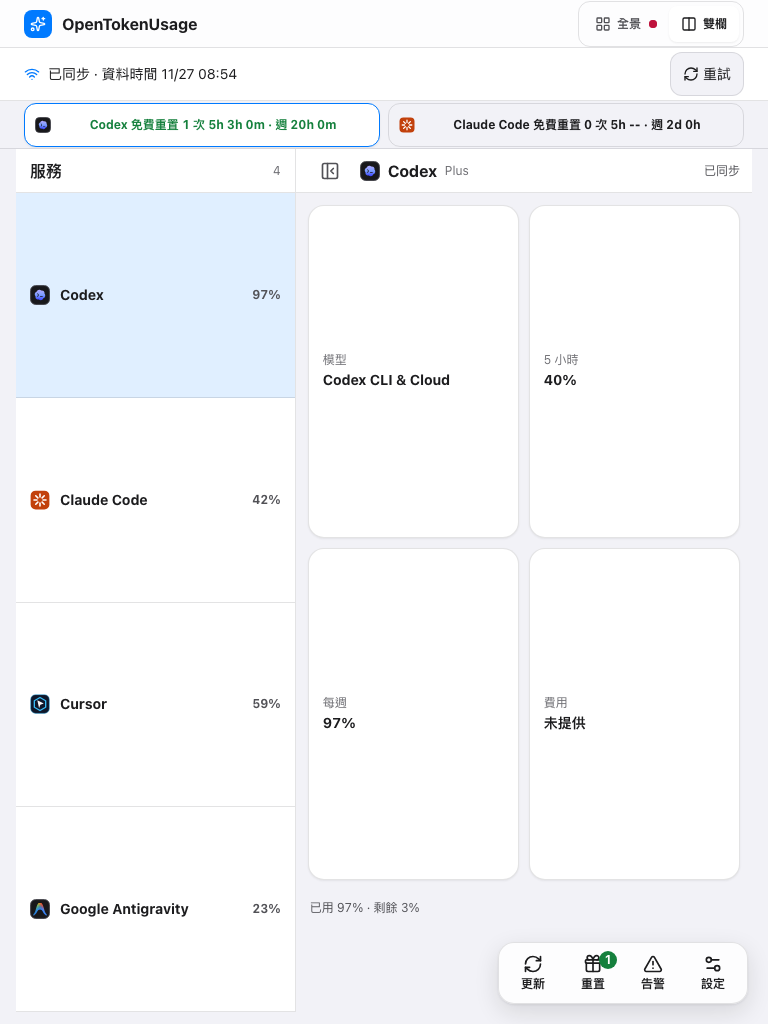 OpenTokenUsage
全景
雙欄
已同步 · 資料時間 11/27 08:54
重試
Codex 免費重置 1 次 5h 3h 0m · 週 20h 0m
Claude Code 免費重置 0 次 5h -- · 週 2d 0h
服務
4
Codex Plus
已同步
Codex
97%
Claude Code
42%
Cursor
59%
Google Antigravity
23%
模型
Codex CLI & Cloud
5 小時
40%
每週
97%
費用
未提供
已用 97% · 剩餘 3%
更新
重置
1
告警
設定